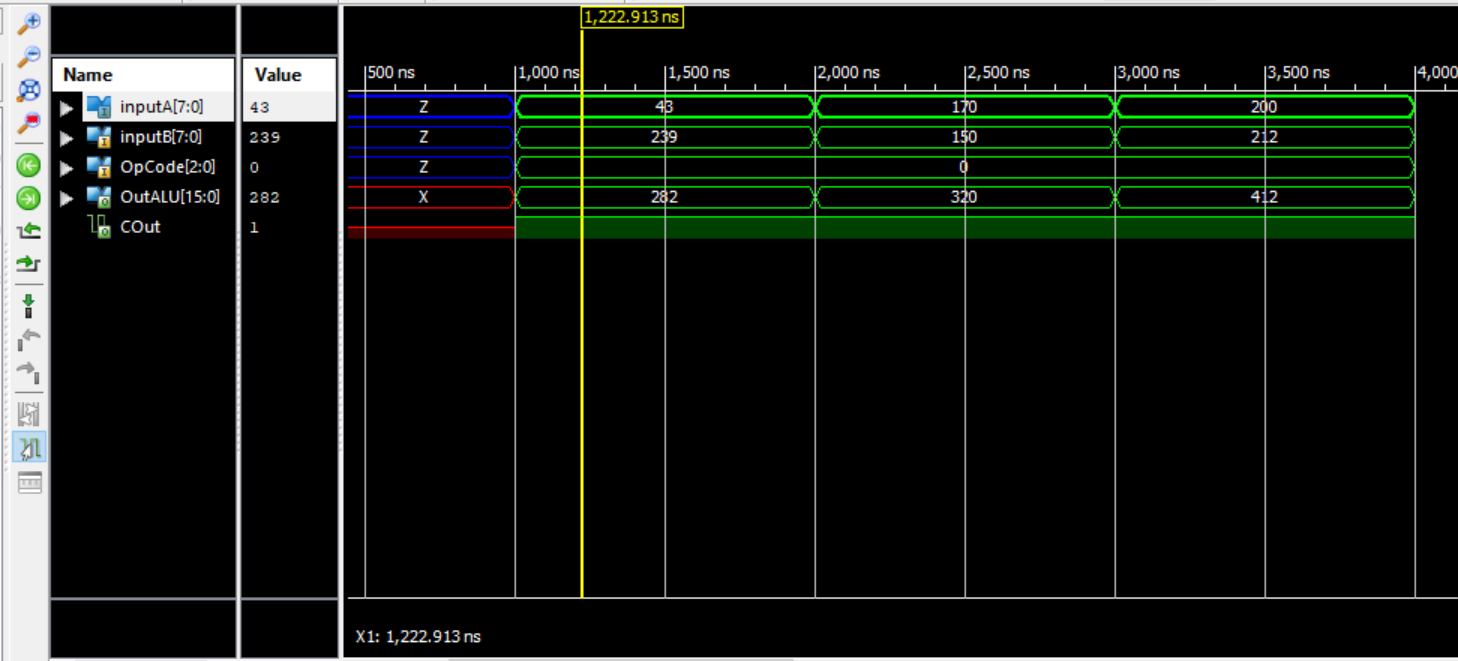 1,222.913 ns
Name Value 500 ns 1,000 ns 1,500 ns 2,000 ns 2,500 ns 3,000 ns 3,500 ns 4,000
inputA[7:0] 43 Z 43 170 200
inputB[7:0] 239 Z 239 150 212
OpCode[2:0] 0 Z 0
OutALU[15:0] 282 X 282 320 412
COut 1
X1: 1,222.913 ns